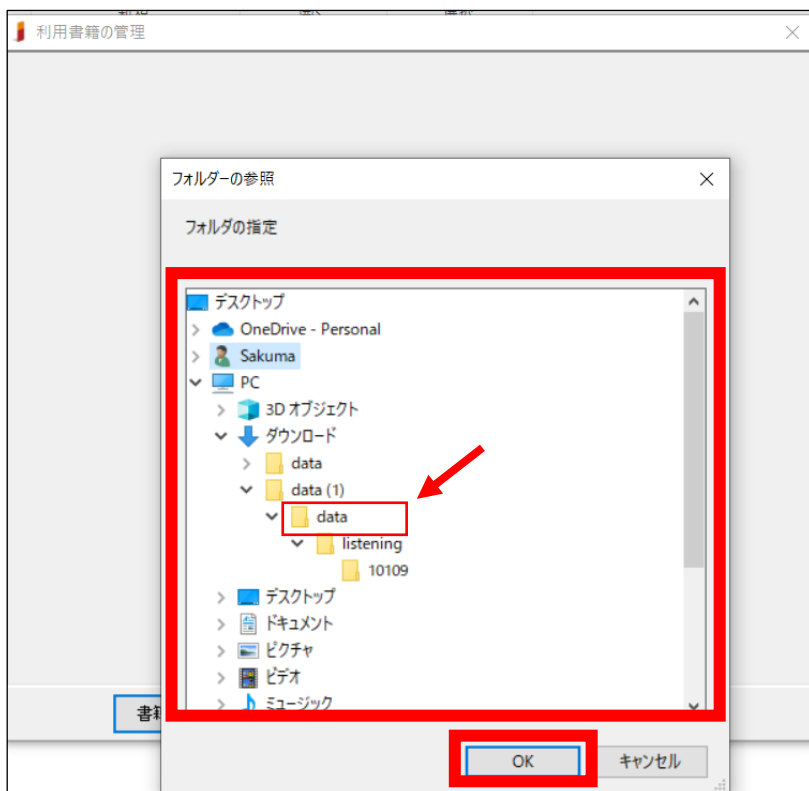 利用書籍の管理
フォルダーの参照
フォルダの指定
デスクトップ
OneDrive - Personal
Sakuma
PC
3D オブジェクト
ダウンロード
data
data (1)
data
listening
10109
デスクトップ
ドキュメント
ピクチャ
ビデオ
ミュージック
書籍
OK
キャンセル